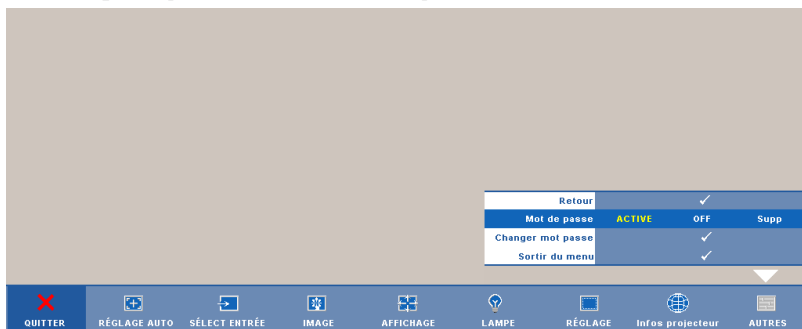 Retour
Mot de passe ACTIVE OFF Supp
Changer mot passe
Sortir du menu
QUITTER RÉGLAGE AUTO SÉLECT ENTRÉE IMAGE AFFICHAGE LAMPE RÉGLAGE Infos projecteur AUTRES